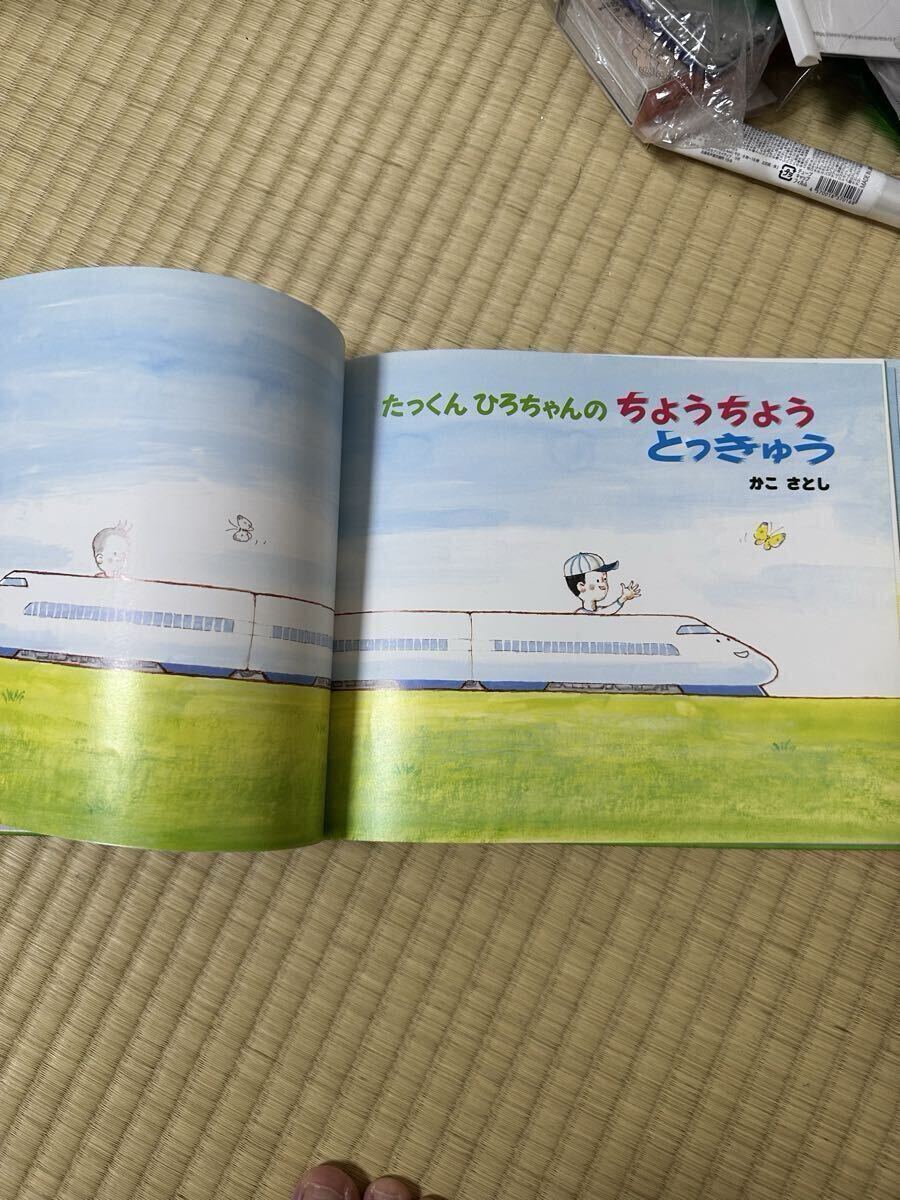 たっくん ひろちゃんの ちょうちょう
とっきゅう
かこ さとし